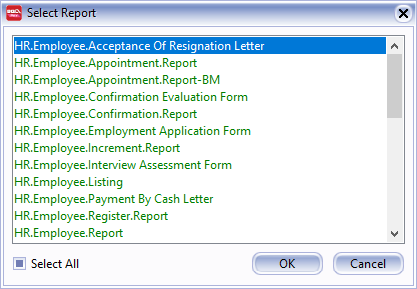 Select Report
HR.Employee.Acceptance Of Resignation Letter
HR.Employee.Appointment.Report
HR.Employee.Appointment.Report-BM
HR.Employee.Confirmation Evaluation Form
HR.Employee.Confirmation.Report
HR.Employee.Employment Application Form
HR.Employee.Increment.Report
HR.Employee.Interview Assessment Form
HR.Employee.Listing
HR.Employee.Payment By Cash Letter
HR.Employee.Register.Report
HR.Employee.Report
Select All
OK
Cancel